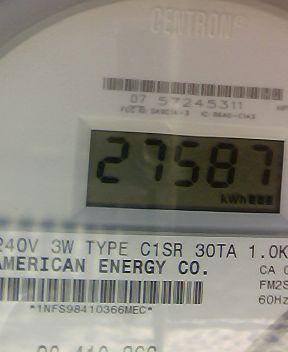 CENTRON®
07 57245311
27587
kWh
240V 3W TYPE C1SR 30TA 1.0K
AMERICAN ENERGY CO.
CA
FM2S
60Hz
*1NFS98410366MEC*